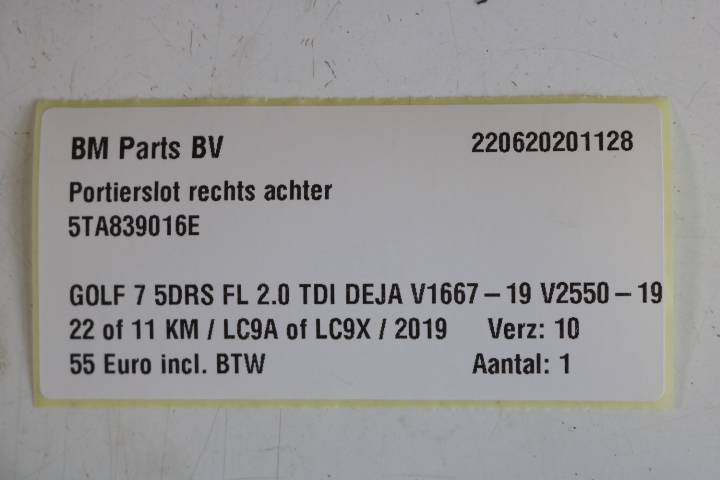 BM Parts BV 220620201128
Portierslot rechts achter
5TA839016E
GOLF 7 5DRS FL 2.0 TDI DEJA V1667 – 19 V2550 – 19
22 of 11 KM / LC9A of LC9X / 2019 Verz: 10
55 Euro incl. BTW Aantal: 1